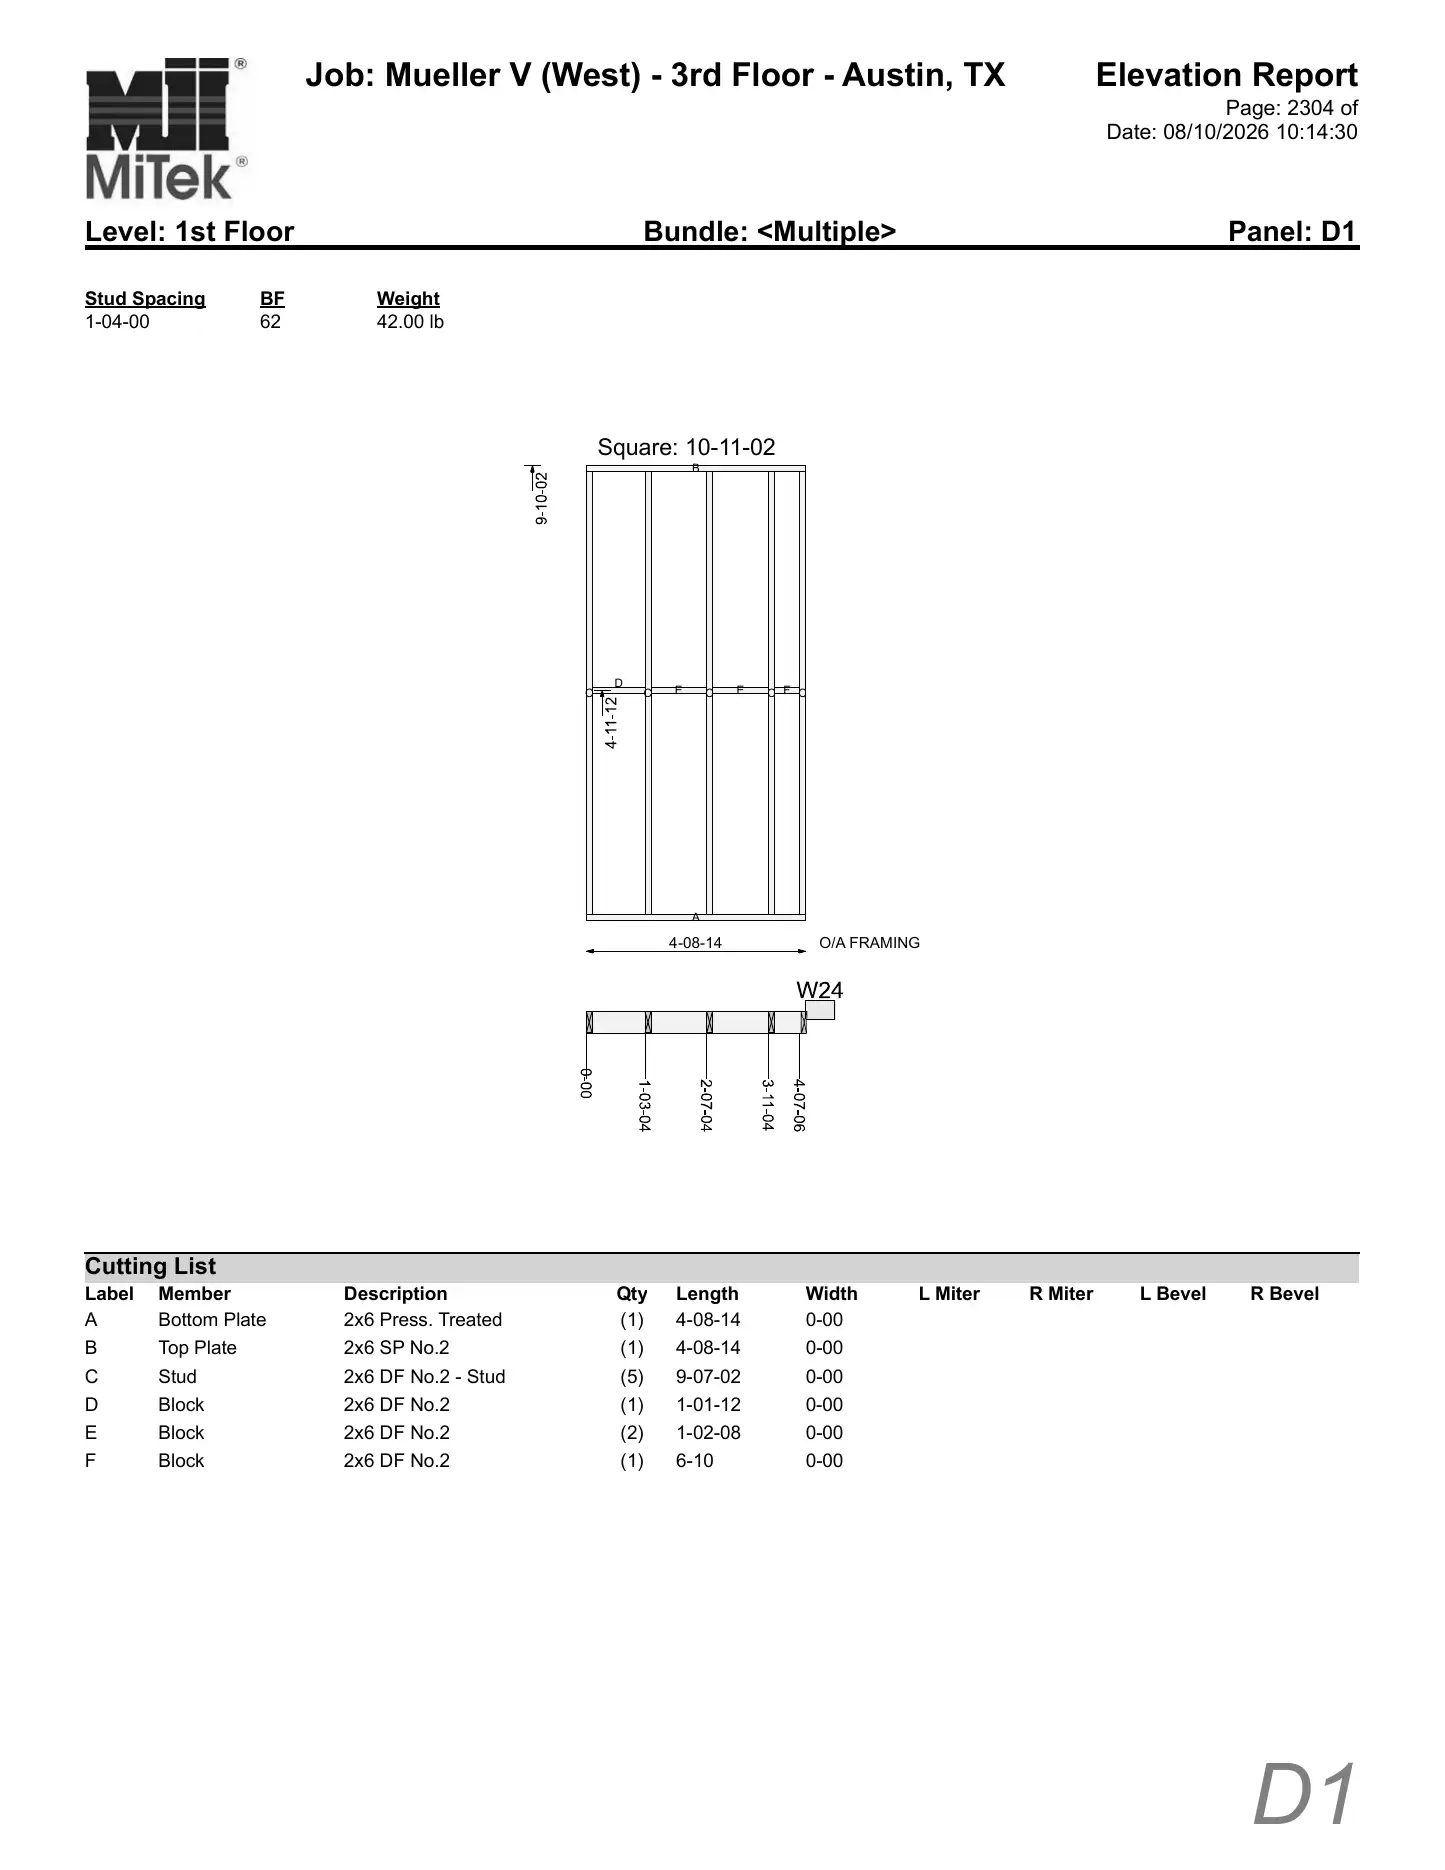 Job: Mueller V (West) - 3rd Floor - Austin, TX
Elevation Report
Page: 2304 of
Date: 08/10/2026 10:14:30
MiTek®
Level: 1st Floor Bundle: <Multiple> Panel: D1
Stud Spacing BF Weight
1-04-00 62 42.00 lb
Square: 10-11-02
B
9-10-02
D E E F
4-11-12
A
4-08-14 O/A FRAMING
W24
0-00 1-03-04 2-07-04 3-11-04 4-07-06
Cutting List
Label Member Description Qty Length Width L Miter R Miter L Bevel R Bevel
A Bottom Plate 2x6 Press. Treated (1) 4-08-14 0-00
B Top Plate 2x6 SP No.2 (1) 4-08-14 0-00
C Stud 2x6 DF No.2 - Stud (5) 9-07-02 0-00
D Block 2x6 DF No.2 (1) 1-01-12 0-00
E Block 2x6 DF No.2 (2) 1-02-08 0-00
F Block 2x6 DF No.2 (1) 6-10 0-00
D1